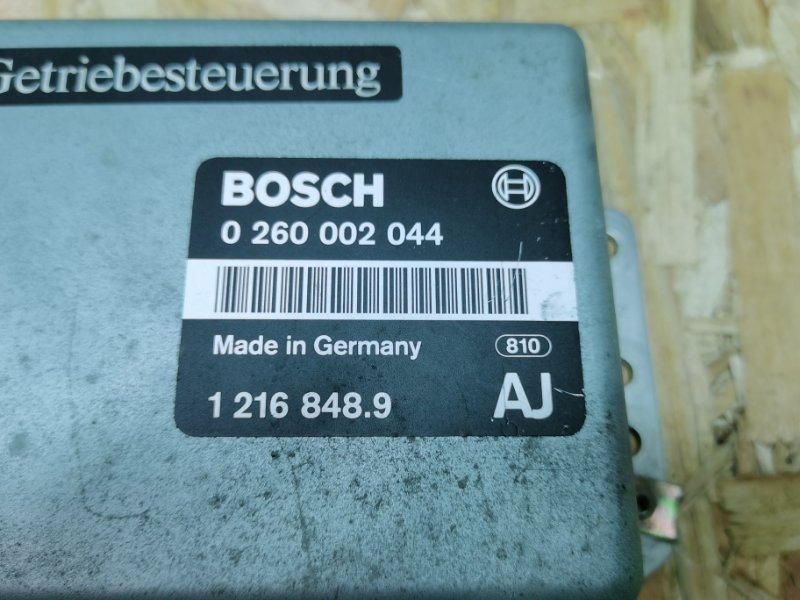 Getriebesteuerung
BOSCH
0 260 002 044
Made in Germany 810
1 216 848.9 AJ